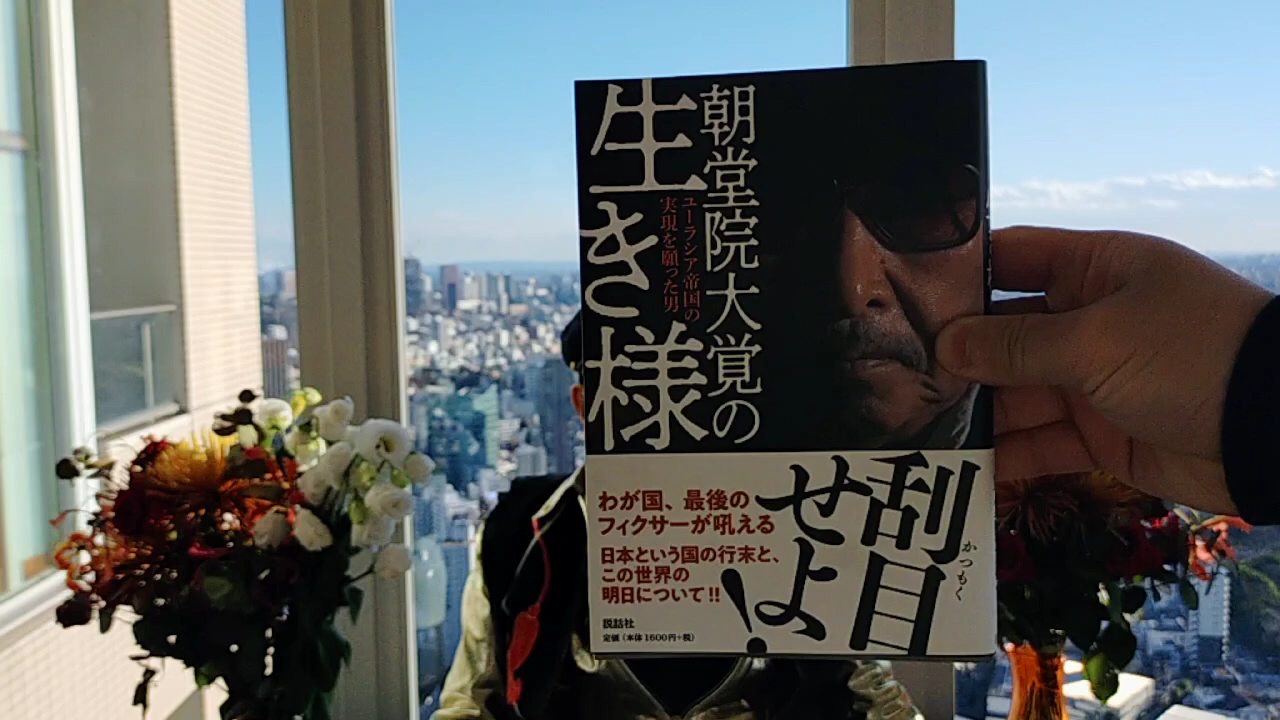 朝堂院大覚の
生き様
ユーラシア帝国の
実現を願った男
刮目
かつもく
せよ!
わが国、最後の
フィクサーが吼える
日本という国の行末と、
この世界の
明日について!!
説話社
定価(本体1600円+税)